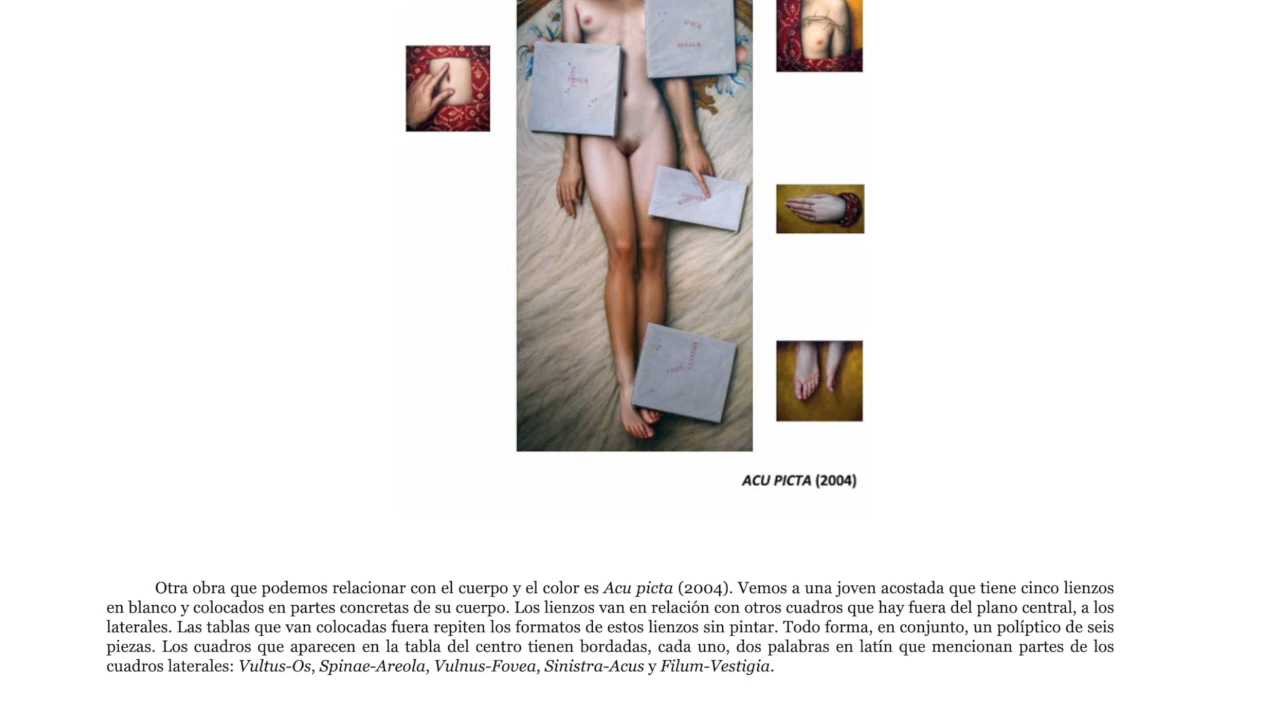 AREOLA
ACU PICTA (2004)
Otra obra que podemos relacionar con el cuerpo y el color es Acu picta (2004). Vemos a una joven acostada que tiene cinco lienzos
en blanco y colocados en partes concretas de su cuerpo. Los lienzos van en relación con otros cuadros que hay fuera del plano central, a los
laterales. Las tablas que van colocadas fuera repiten los formatos de estos lienzos sin pintar. Todo forma, en conjunto, un políptico de seis
piezas. Los cuadros que aparecen en la tabla del centro tienen bordadas, cada uno, dos palabras en latín que mencionan partes de los
cuadros laterales: Vultus-Os, Spinae-Areola, Vulnus-Fovea, Sinistra-Acus y Filum-Vestigia.